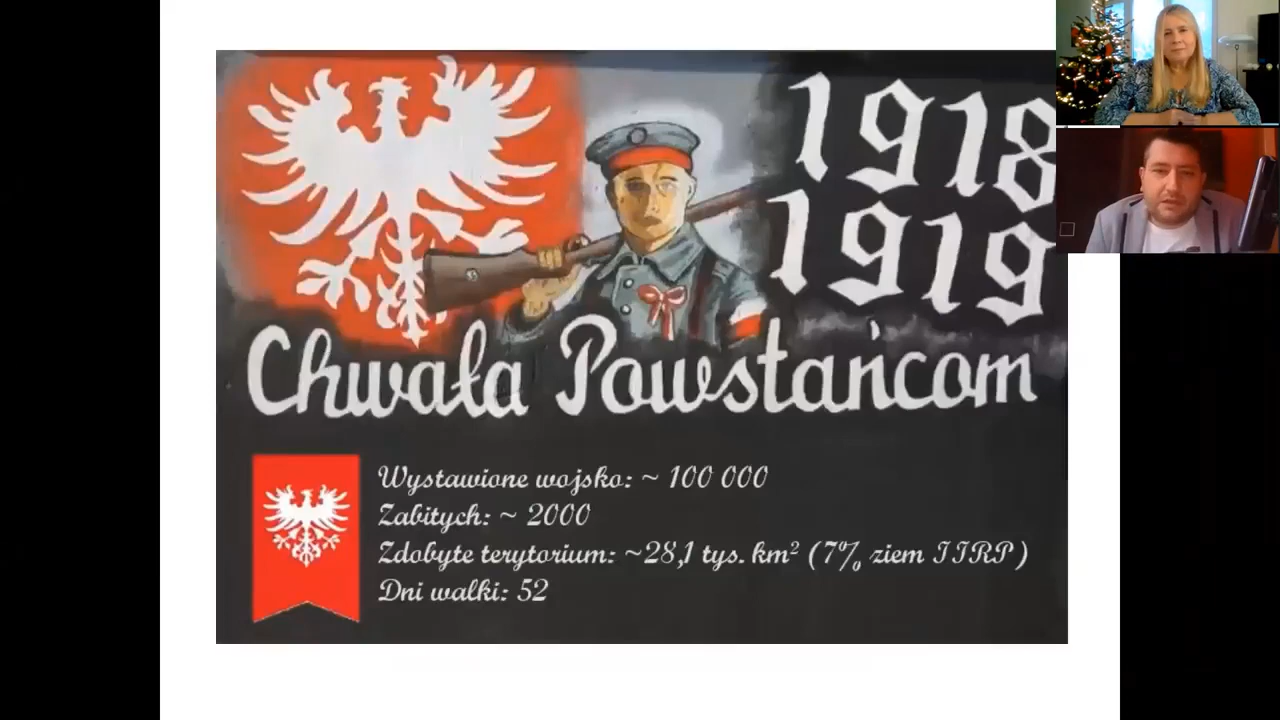 1918
1919
Chwała Powstańcom
Wystawione wojsko: ~ 100 000
Zabitych: ~ 2000
Zdobyte terytorium: ~28,1 tys. km² (7% ziem IIRP)
Dni walki: 52